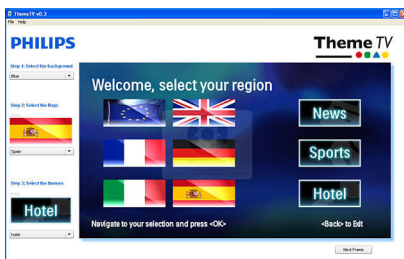 ThemeTV v0.3
File Help
PHILIPS
Theme TV
Step 1: Select the background
Blue
Step 2: Select the flags
Spain
Step 3: Select the themes
Hotel
Hotel
Welcome, select your region
News
Sports
Hotel
Navigate to your selection and press <OK>
<Back> to Exit
Next Frame